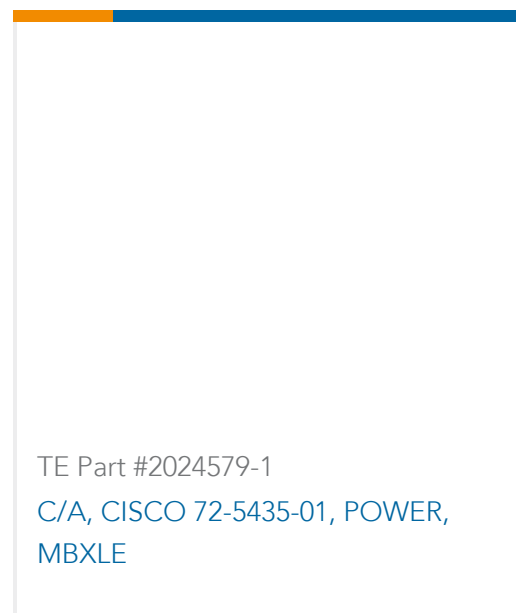 TE Part #2024579-1
C/A, CISCO 72-5435-01, POWER,
MBXLE